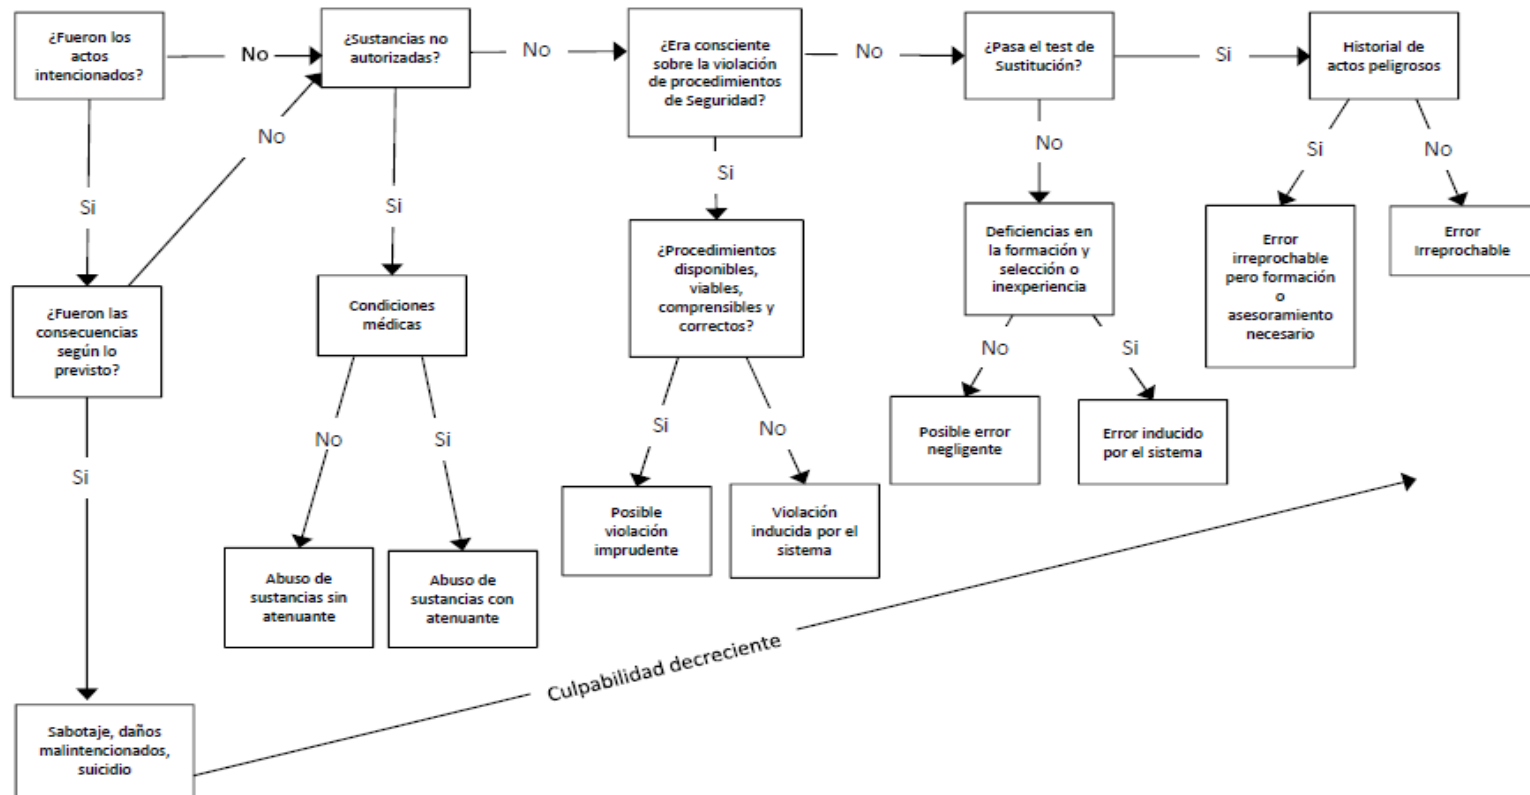 ¿Fueron los
actos
intencionados?
No
¿Sustancias no
autorizadas?
No
¿Era consciente
sobre la violación
de procedimientos
de Seguridad?
No
¿Pasa el test de
Sustitución?
Si
Historial de
actos peligrosos
Si
No
Si
Si
No
Si
No
¿Fueron las
consecuencias
según lo
previsto?
Condiciones
médicas
¿Procedimientos
disponibles,
viables,
comprensibles y
correctos?
Deficiencias en
la formación y
selección o
inexperiencia
Error
irreprochable
pero formación
o
asesoramiento
necesario
Error
Irreprochable
Si
No
Si
Si
No
No
Si
Sabotaje, daños
malintencionados,
suicidio
Abuso de
sustancias sin
atenuante
Abuso de
sustancias con
atenuante
Posible
violación
imprudente
Violación
inducida por el
sistema
Posible error
negligente
Error inducido
por el sistema
Culpabilidad decreciente